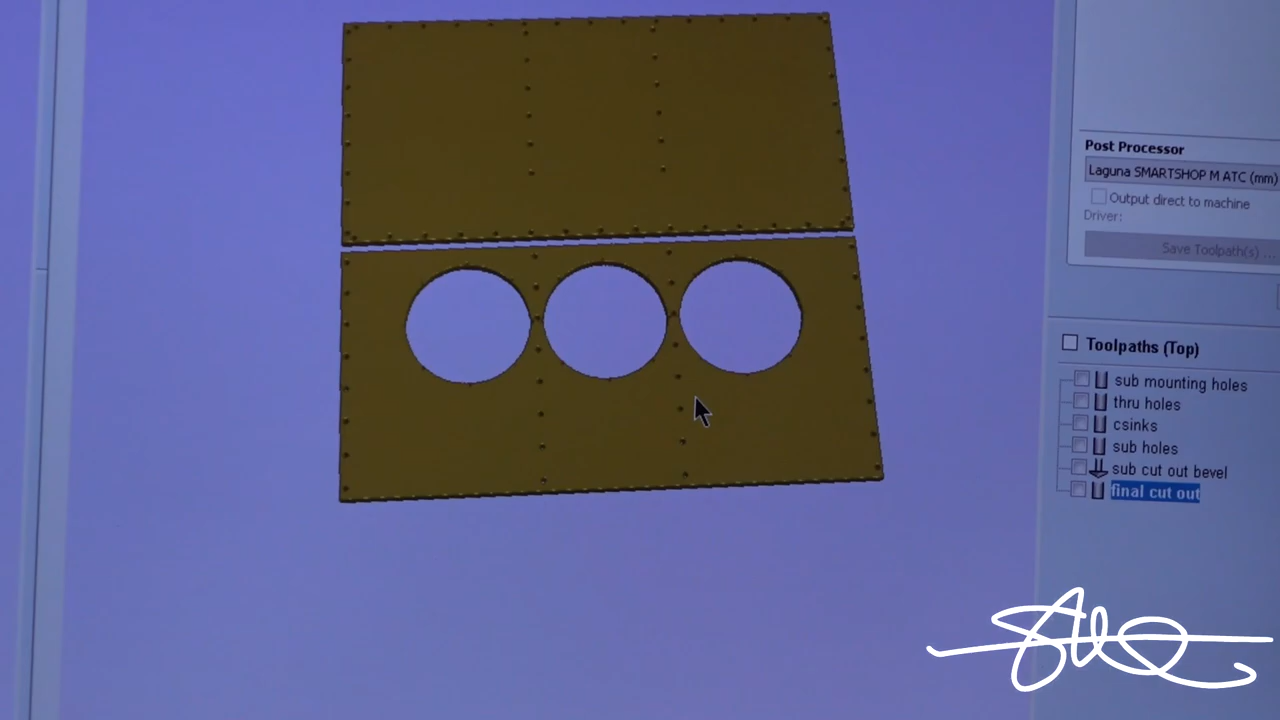 Post Processor
Laguna SMARTSHOP M ATC (mm)
Output direct to machine
Driver:
Save Toolpath(s) ...
Toolpaths (Top)
sub mounting holes
thru holes
csinks
sub holes
sub cut out bevel
final cut out